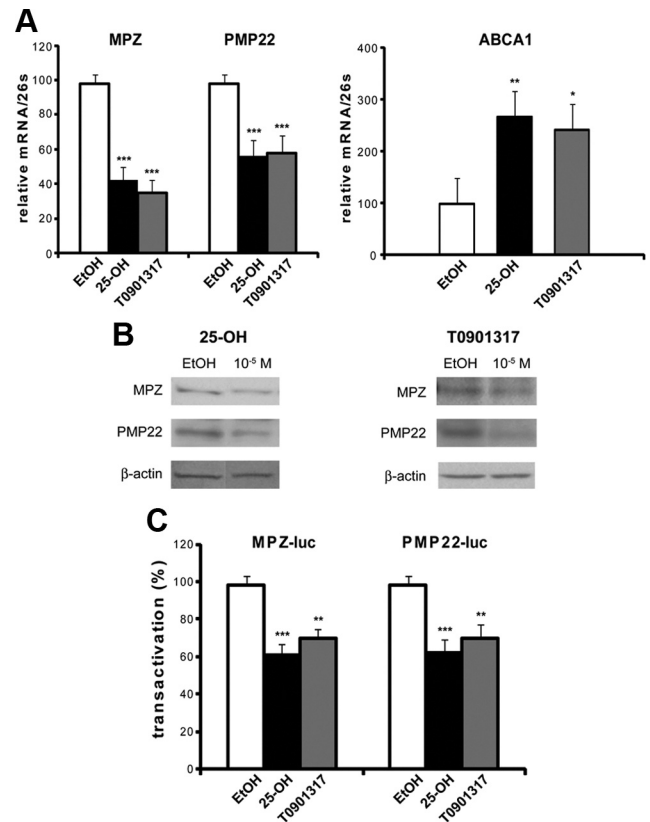 A
MPZ PMP22
relative mRNA/26s
120
100
80
60
40
20
0
*** *** *** ***
EtOH 25-OH T0901317 EtOH 25-OH T0901317
ABCA1
relative mRNA/26s
400
300
200
100
0
** *
EtOH 25-OH T0901317
B
25-OH
EtOH 10-5 M
MPZ
PMP22
β-actin
T0901317
EtOH 10-5 M
MPZ
PMP22
β-actin
C
MPZ-luc PMP22-luc
transactivation (%)
120
100
80
60
40
20
0
*** ** *** **
EtOH 25-OH T0901317 EtOH 25-OH T0901317